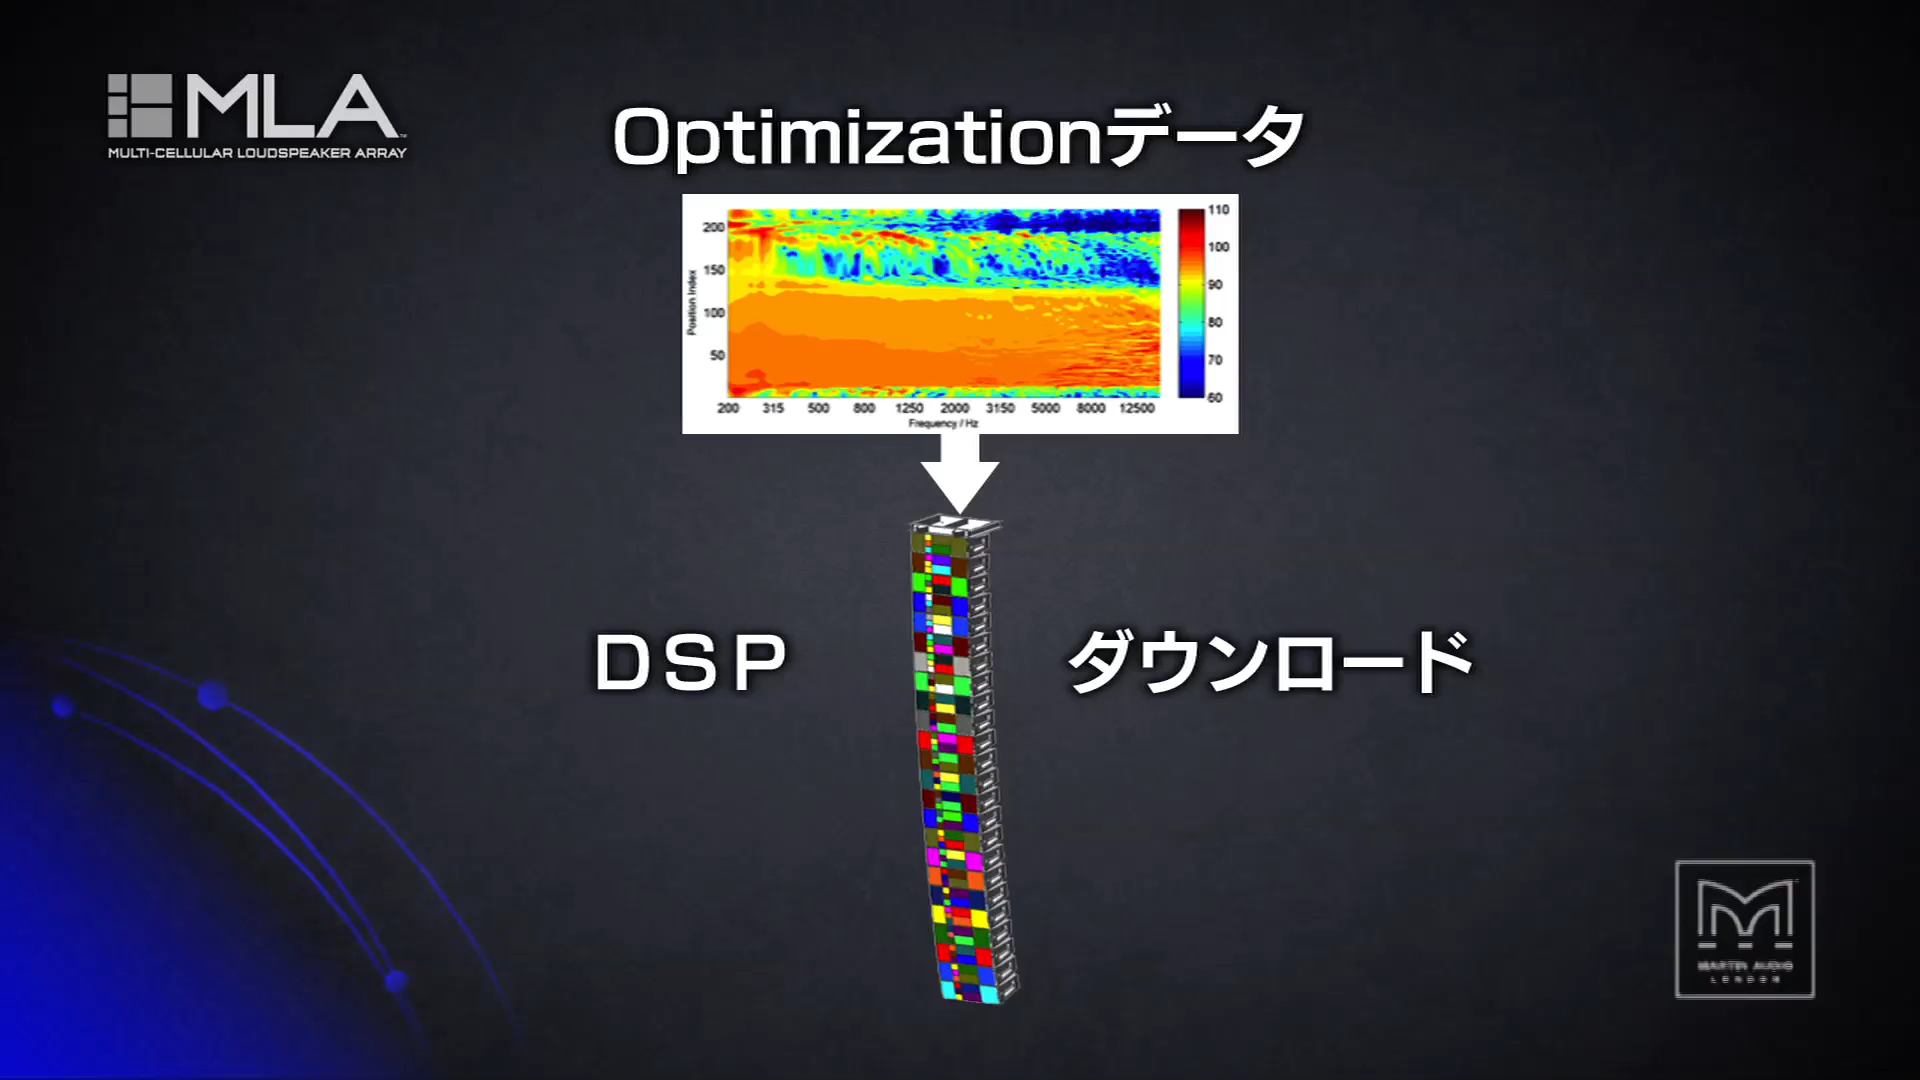 MLA™
MULTI-CELLULAR LOUDSPEAKER ARRAY
Optimizationデータ
Position Index
200
150
100
50
200 315 500 800 1250 2000 3150 5000 8000 12500
Frequency / Hz
110
100
90
80
70
60
ＤＳＰ ダウンロード
MARTIN AUDIO
LONDON